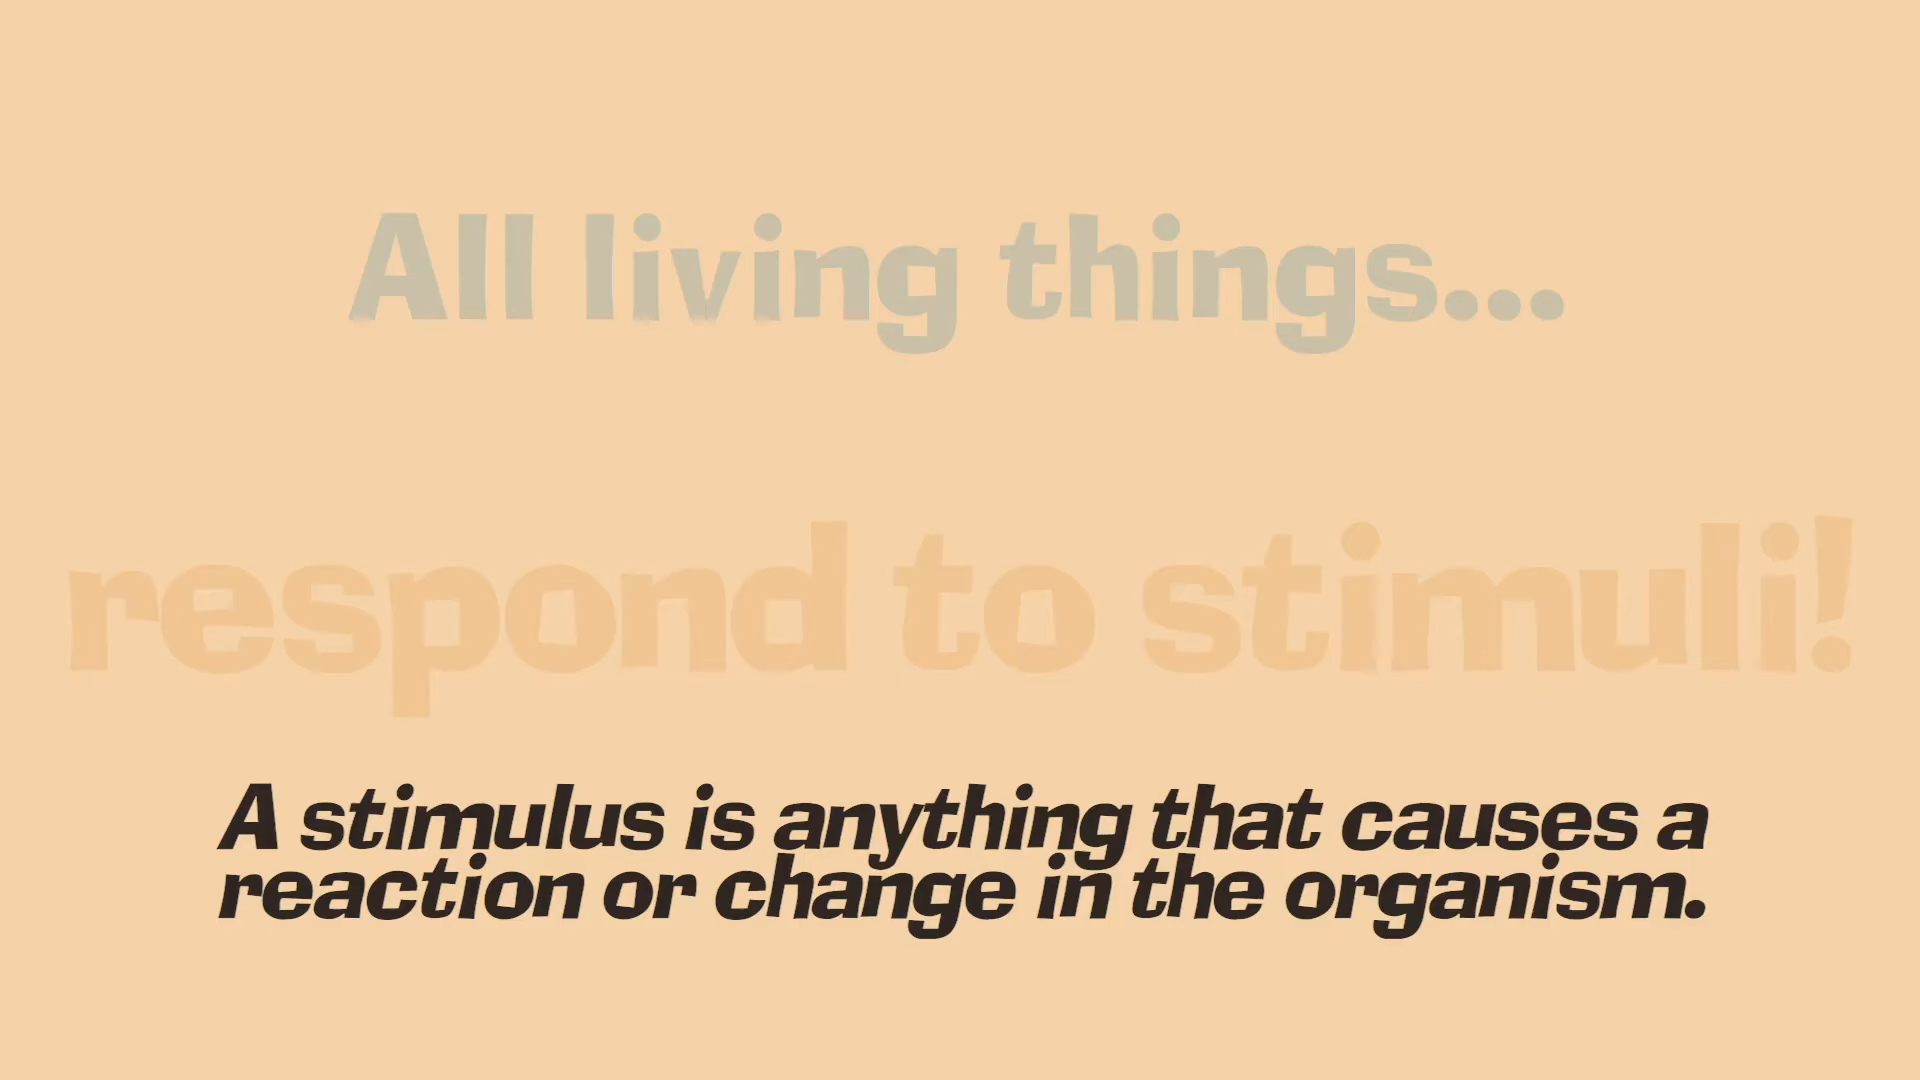 All living things...
respond to stimuli!
A stimulus is anything that causes a
reaction or change in the organism.